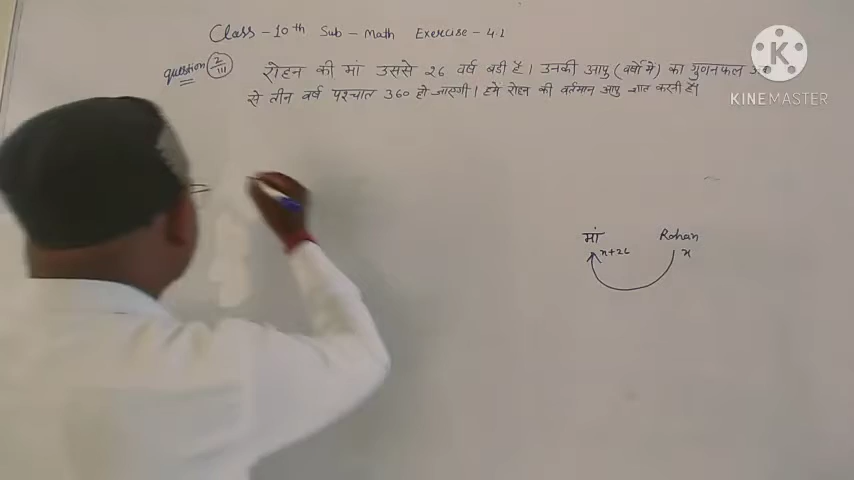 Class - 10th Sub - Math Exercise - 4.1
question 2/III रोहन की मां उससे 26 वर्ष बडी है। उनकी आयु (वर्षो में) का गुणनफल अब
से तीन वर्ष पश्चात 360 हो जाएगी। हमें रोहन की वर्तमान आयु ज्ञात करनी है।
K
KINEMASTER
=
मां Rohan
x+26 x